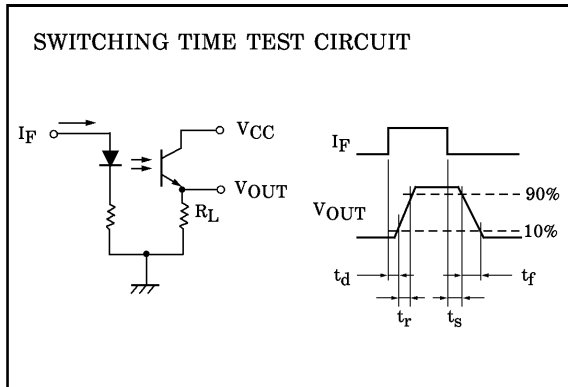 SWITCHING TIME TEST CIRCUIT
IF
VCC
VOUT
RL
IF
VOUT
90%
10%
td
tf
tr
ts